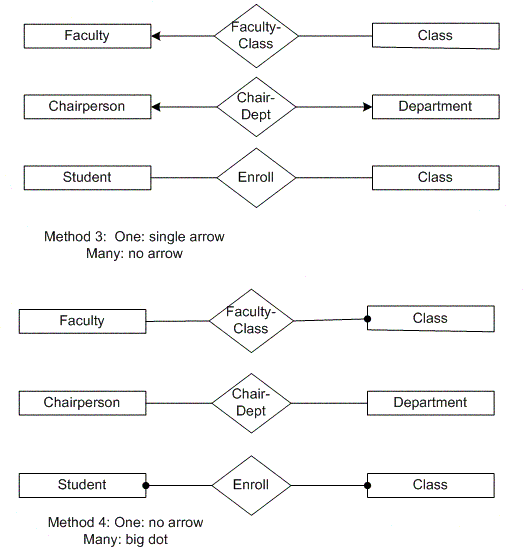 Faculty
Faculty-
Class
Class
Chairperson
Chair-
Dept
Department
Student
Enroll
Class
Method 3: One: single arrow
Many: no arrow
Faculty
Faculty-
Class
Class
Chairperson
Chair-
Dept
Department
Student
Enroll
Class
Method 4: One: no arrow
Many: big dot